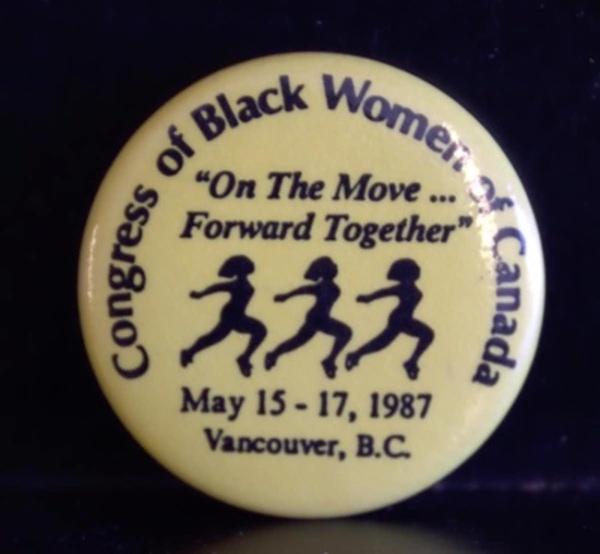 Congress of Black Women of Canada
"On The Move ...
Forward Together"
May 15 - 17, 1987
Vancouver, B.C.